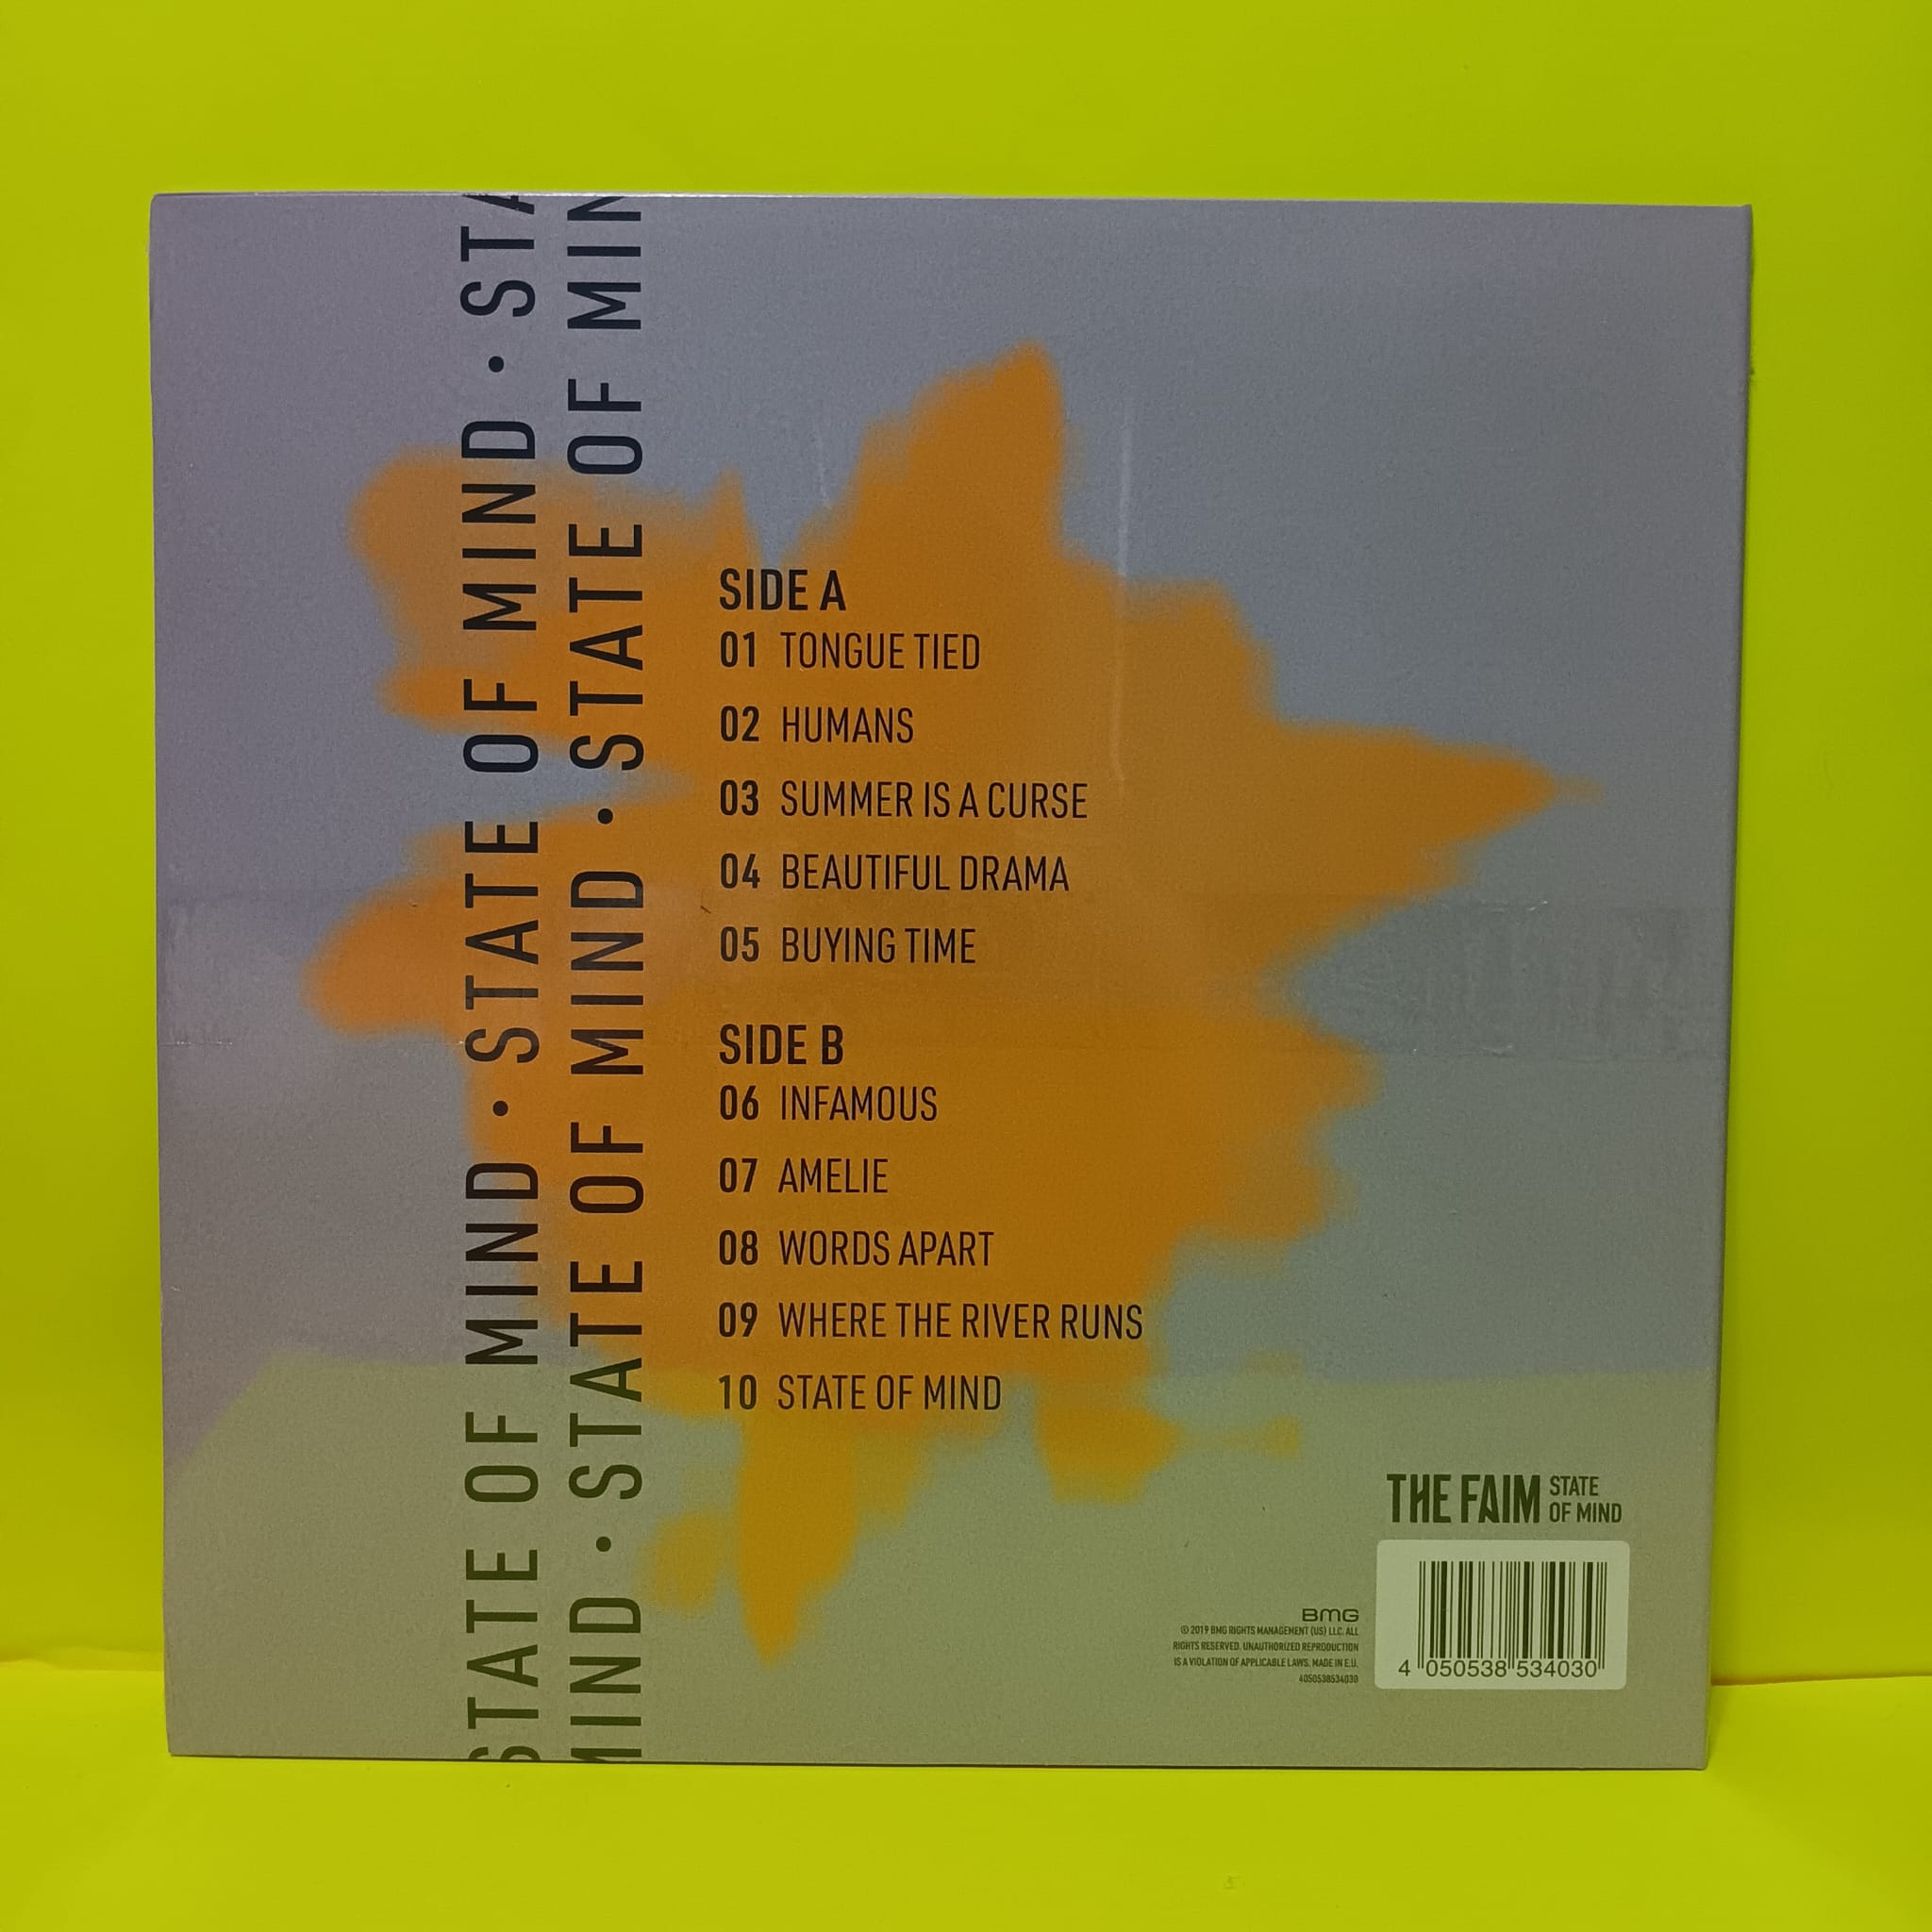 STATE OF MIND • STATE OF MIND • STA
MIND • STATE OF MIND • STATE OF MIN
SIDE A
01 TONGUE TIED
02 HUMANS
03 SUMMER IS A CURSE
04 BEAUTIFUL DRAMA
05 BUYING TIME
SIDE B
06 INFAMOUS
07 AMELIE
08 WORDS APART
09 WHERE THE RIVER RUNS
10 STATE OF MIND
THE FAIM STATE
OF MIND
BMG
© 2019 BMG RIGHTS MANAGEMENT (US) LLC. ALL
RIGHTS RESERVED. UNAUTHORIZED REPRODUCTION
IS A VIOLATION OF APPLICABLE LAWS. MADE IN E.U.
4050538534030
4 050538 534030